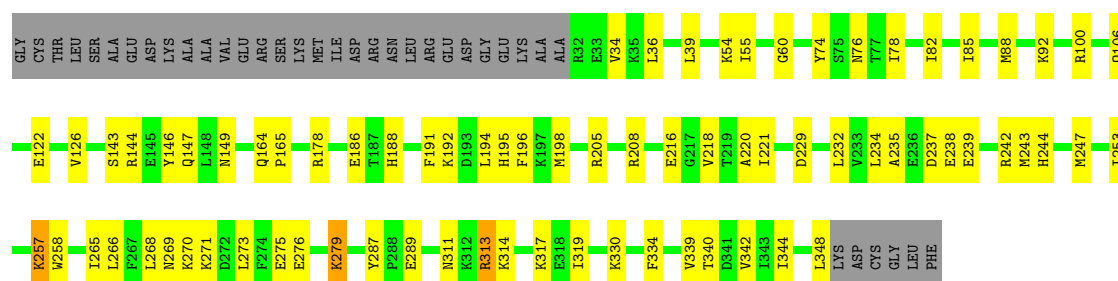 GLY CYS THR LEU SER ALA GLU ASP LYS ALA ALA VAL GLU ARG SER LYS MET ILE ASP ARG ASN LEU ARG GLU ASP GLY GLU LYS ALA ALA R32 E33 V34 K35 L36 L39 K54 I55 G60 Y74 S75 N76 T77 I78 I82 I85 M88 K92 R100
E122 V126 S143 R144 E145 Y146 Q147 L148 N149 Q164 P165 R178 E186 T187 H188 F191 K192 D193 L194 H195 F196 K197 M198 R205 R208 E216 G217 V218 T219 A220 I221 D229 L232 V233 L234 A235 E236 D237 E238 E239 R242 M243 H244 M247
K257 W258 I265 L266 F267 L268 N269 K270 K271 D272 L273 F274 E275 E276 K279 Y287 P288 E289 N311 K312 R313 K314 K317 E318 I319 K330 F334 V339 T340 D341 V342 I343 I344 L348 LYS ASP CYS GLY LEU PHE